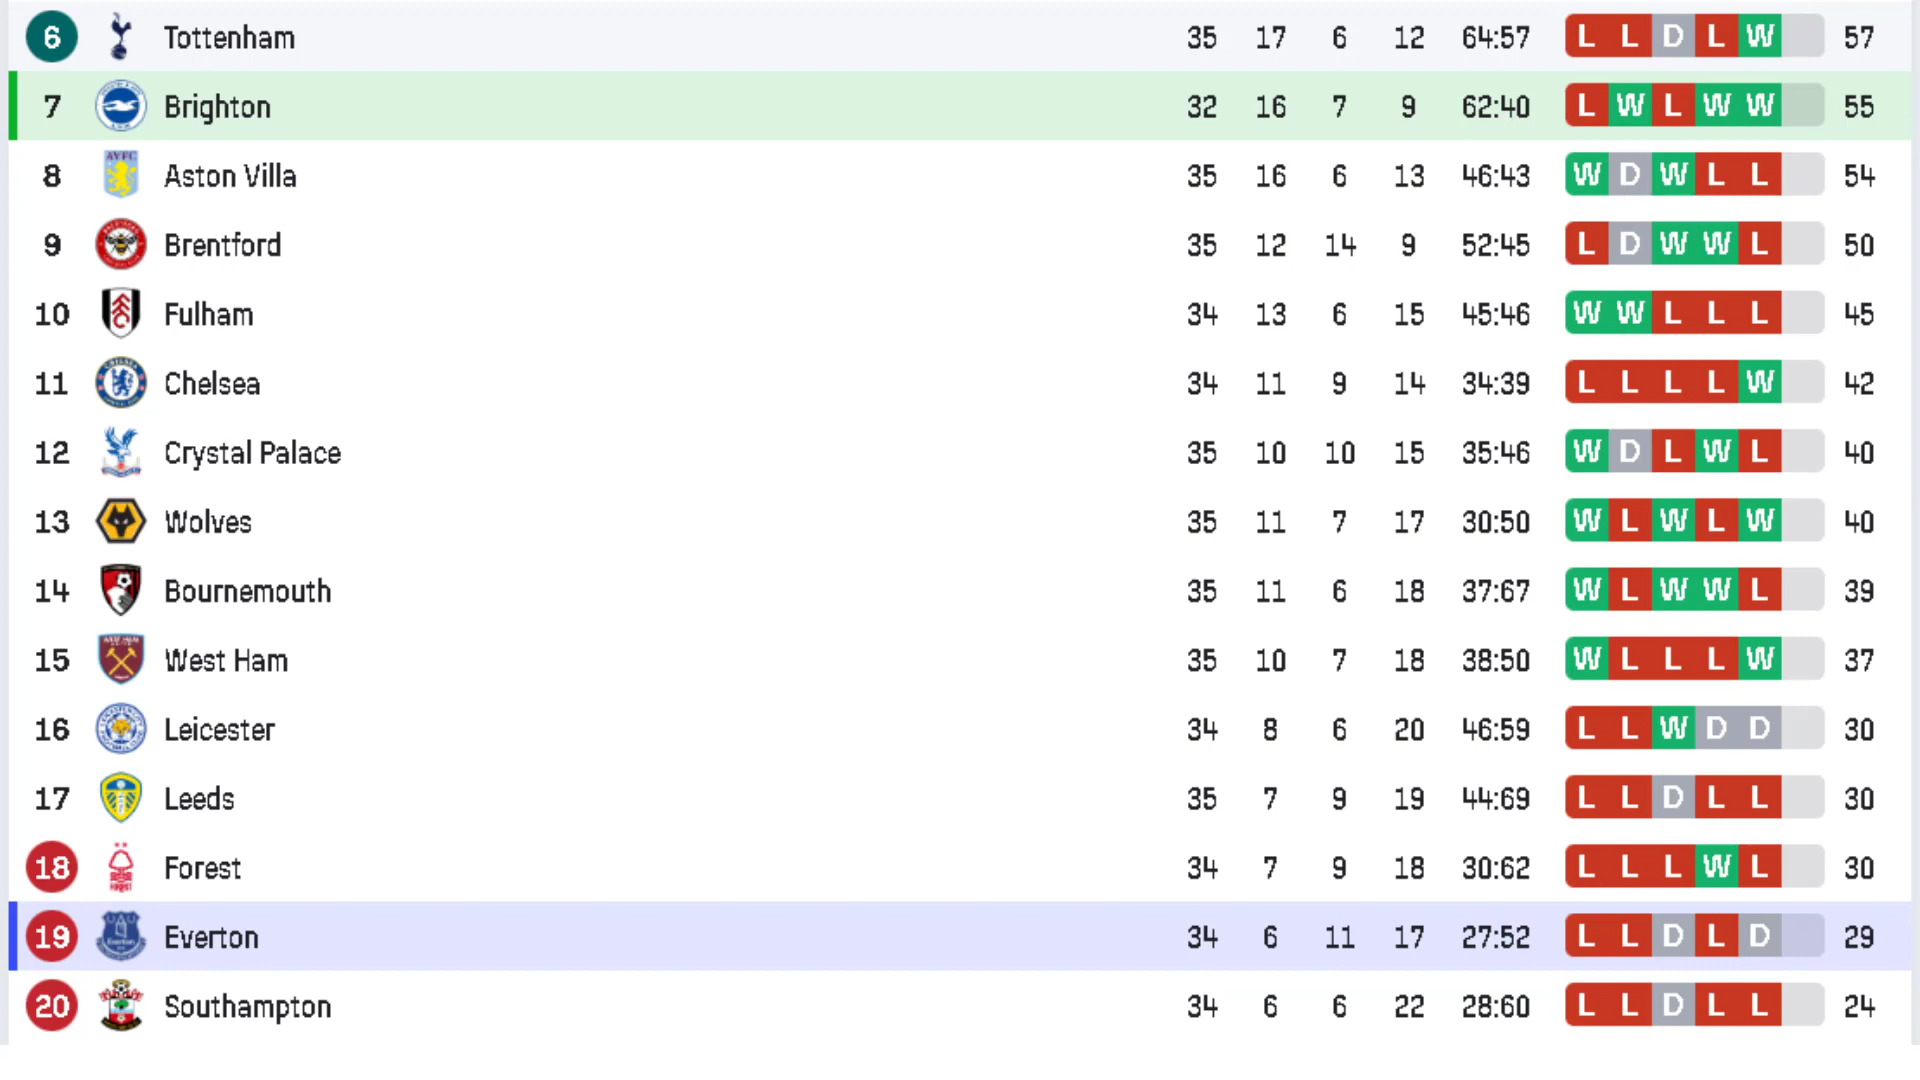 6 Tottenham 35 17 6 12 64:57 L L D L W 57
7 Brighton 32 16 7 9 62:40 L W L W W 55
8 AVFC Aston Villa 35 16 6 13 46:43 W D W L L 54
9 Brentford 35 12 14 9 52:45 L D W W L 50
10 Fulham 34 13 6 15 45:46 W W L L L 45
11 Chelsea 34 11 9 14 34:39 L L L L W 42
12 Crystal Palace 35 10 10 15 35:46 W D L W L 40
13 Wolves 35 11 7 17 30:50 W L W L W 40
14 Bournemouth 35 11 6 18 37:67 W L W W L 39
15 West Ham 35 10 7 18 38:50 W L L L W 37
16 Leicester 34 8 6 20 46:59 L L W D D 30
17 Leeds 35 7 9 19 44:69 L L D L L 30
18 Forest 34 7 9 18 30:62 L L L W L 30
19 Everton Everton 34 6 11 17 27:52 L L D L D 29
20 Southampton 34 6 6 22 28:60 L L D L L 24